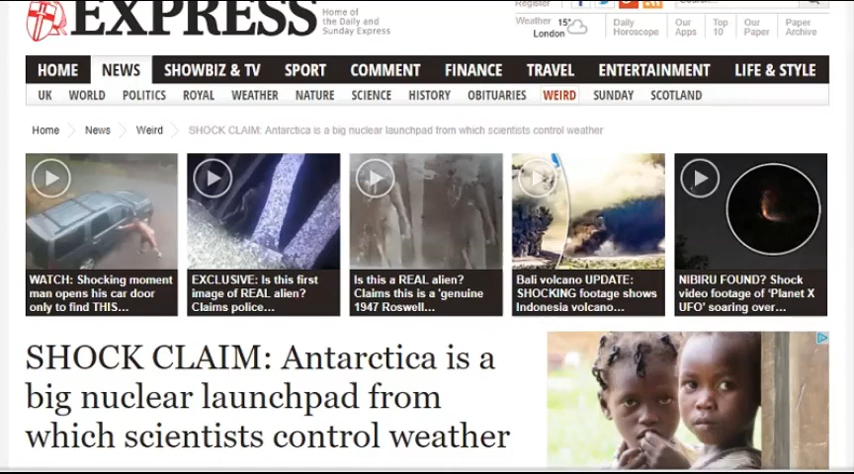 EXPRESS
Home of
the Daily and
Sunday Express
Register
Weather 15°
London
Daily
Horoscope
Our
Apps
Top
10
Our
Paper
Paper
Archive
HOME NEWS SHOWBIZ & TV SPORT COMMENT FINANCE TRAVEL ENTERTAINMENT LIFE & STYLE
UK WORLD POLITICS ROYAL WEATHER NATURE SCIENCE HISTORY OBITUARIES WEIRD SUNDAY SCOTLAND
Home News Weird SHOCK CLAIM: Antarctica is a big nuclear launchpad from which scientists control weather
WATCH: Shocking moment
man opens his car door
only to find THIS...
EXCLUSIVE: Is this first
image of REAL alien?
Claims police...
Is this a REAL alien?
Claims this is a 'genuine
1947 Roswell...
Bali volcano UPDATE:
SHOCKING footage shows
Indonesia volcano...
NIBIRU FOUND? Shock
video footage of 'Planet X
UFO' soaring over...
SHOCK CLAIM: Antarctica is a
big nuclear launchpad from
which scientists control weather